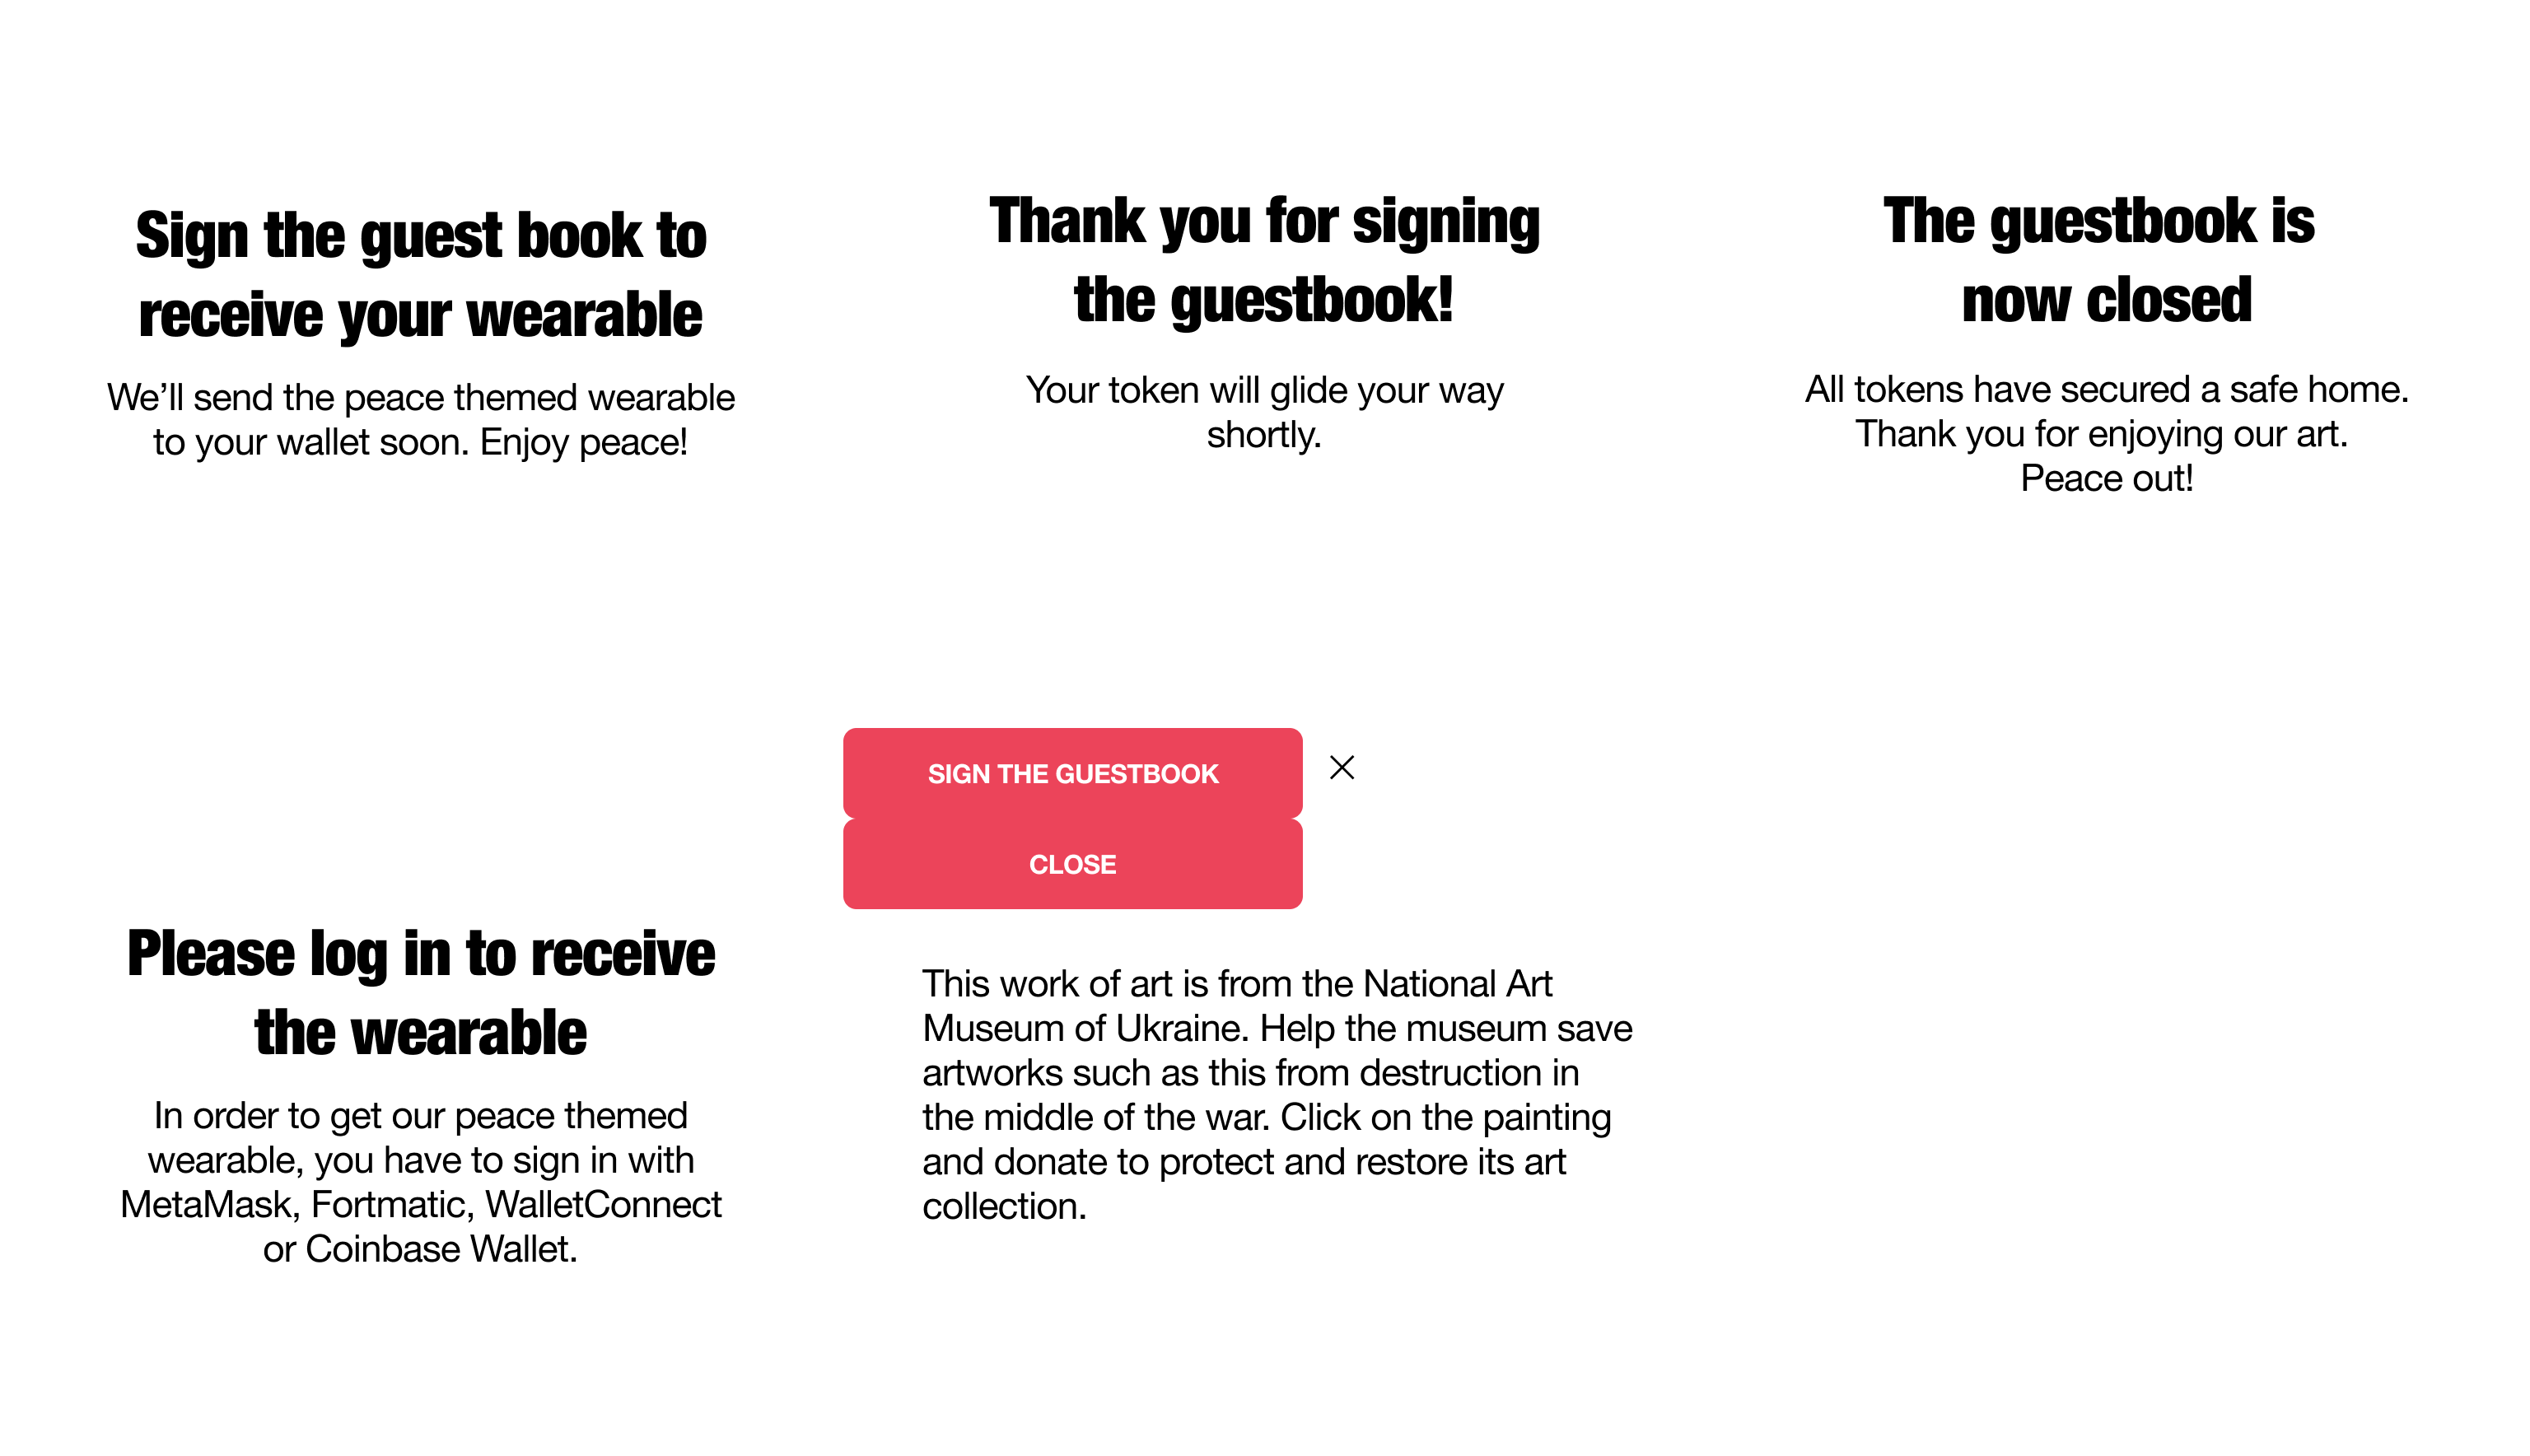 Sign the guest book to
receive your wearable
We’ll send the peace themed wearable
to your wallet soon. Enjoy peace!
Thank you for signing
the guestbook!
Your token will glide your way
shortly.
The guestbook is
now closed
All tokens have secured a safe home.
Thank you for enjoying our art.
Peace out!
SIGN THE GUESTBOOK
CLOSE
Please log in to receive
the wearable
In order to get our peace themed
wearable, you have to sign in with
MetaMask, Fortmatic, WalletConnect
or Coinbase Wallet.
This work of art is from the National Art
Museum of Ukraine. Help the museum save
artworks such as this from destruction in
the middle of the war. Click on the painting
and donate to protect and restore its art
collection.